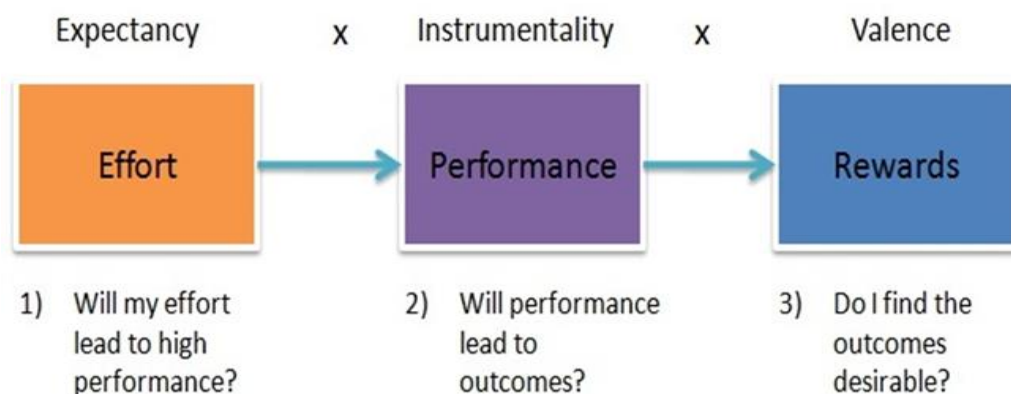 Expectancy x Instrumentality x Valence
Effort Performance Rewards
1) Will my effort
lead to high
performance?
2) Will performance
lead to
outcomes?
3) Do I find the
outcomes
desirable?